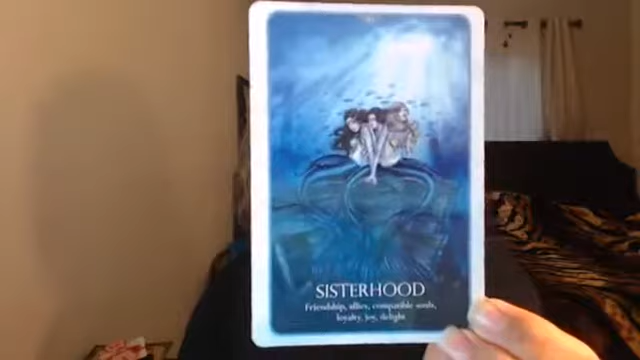 SISTERHOOD
Friendship, allies, compatible souls,
loyalty, joy, delight